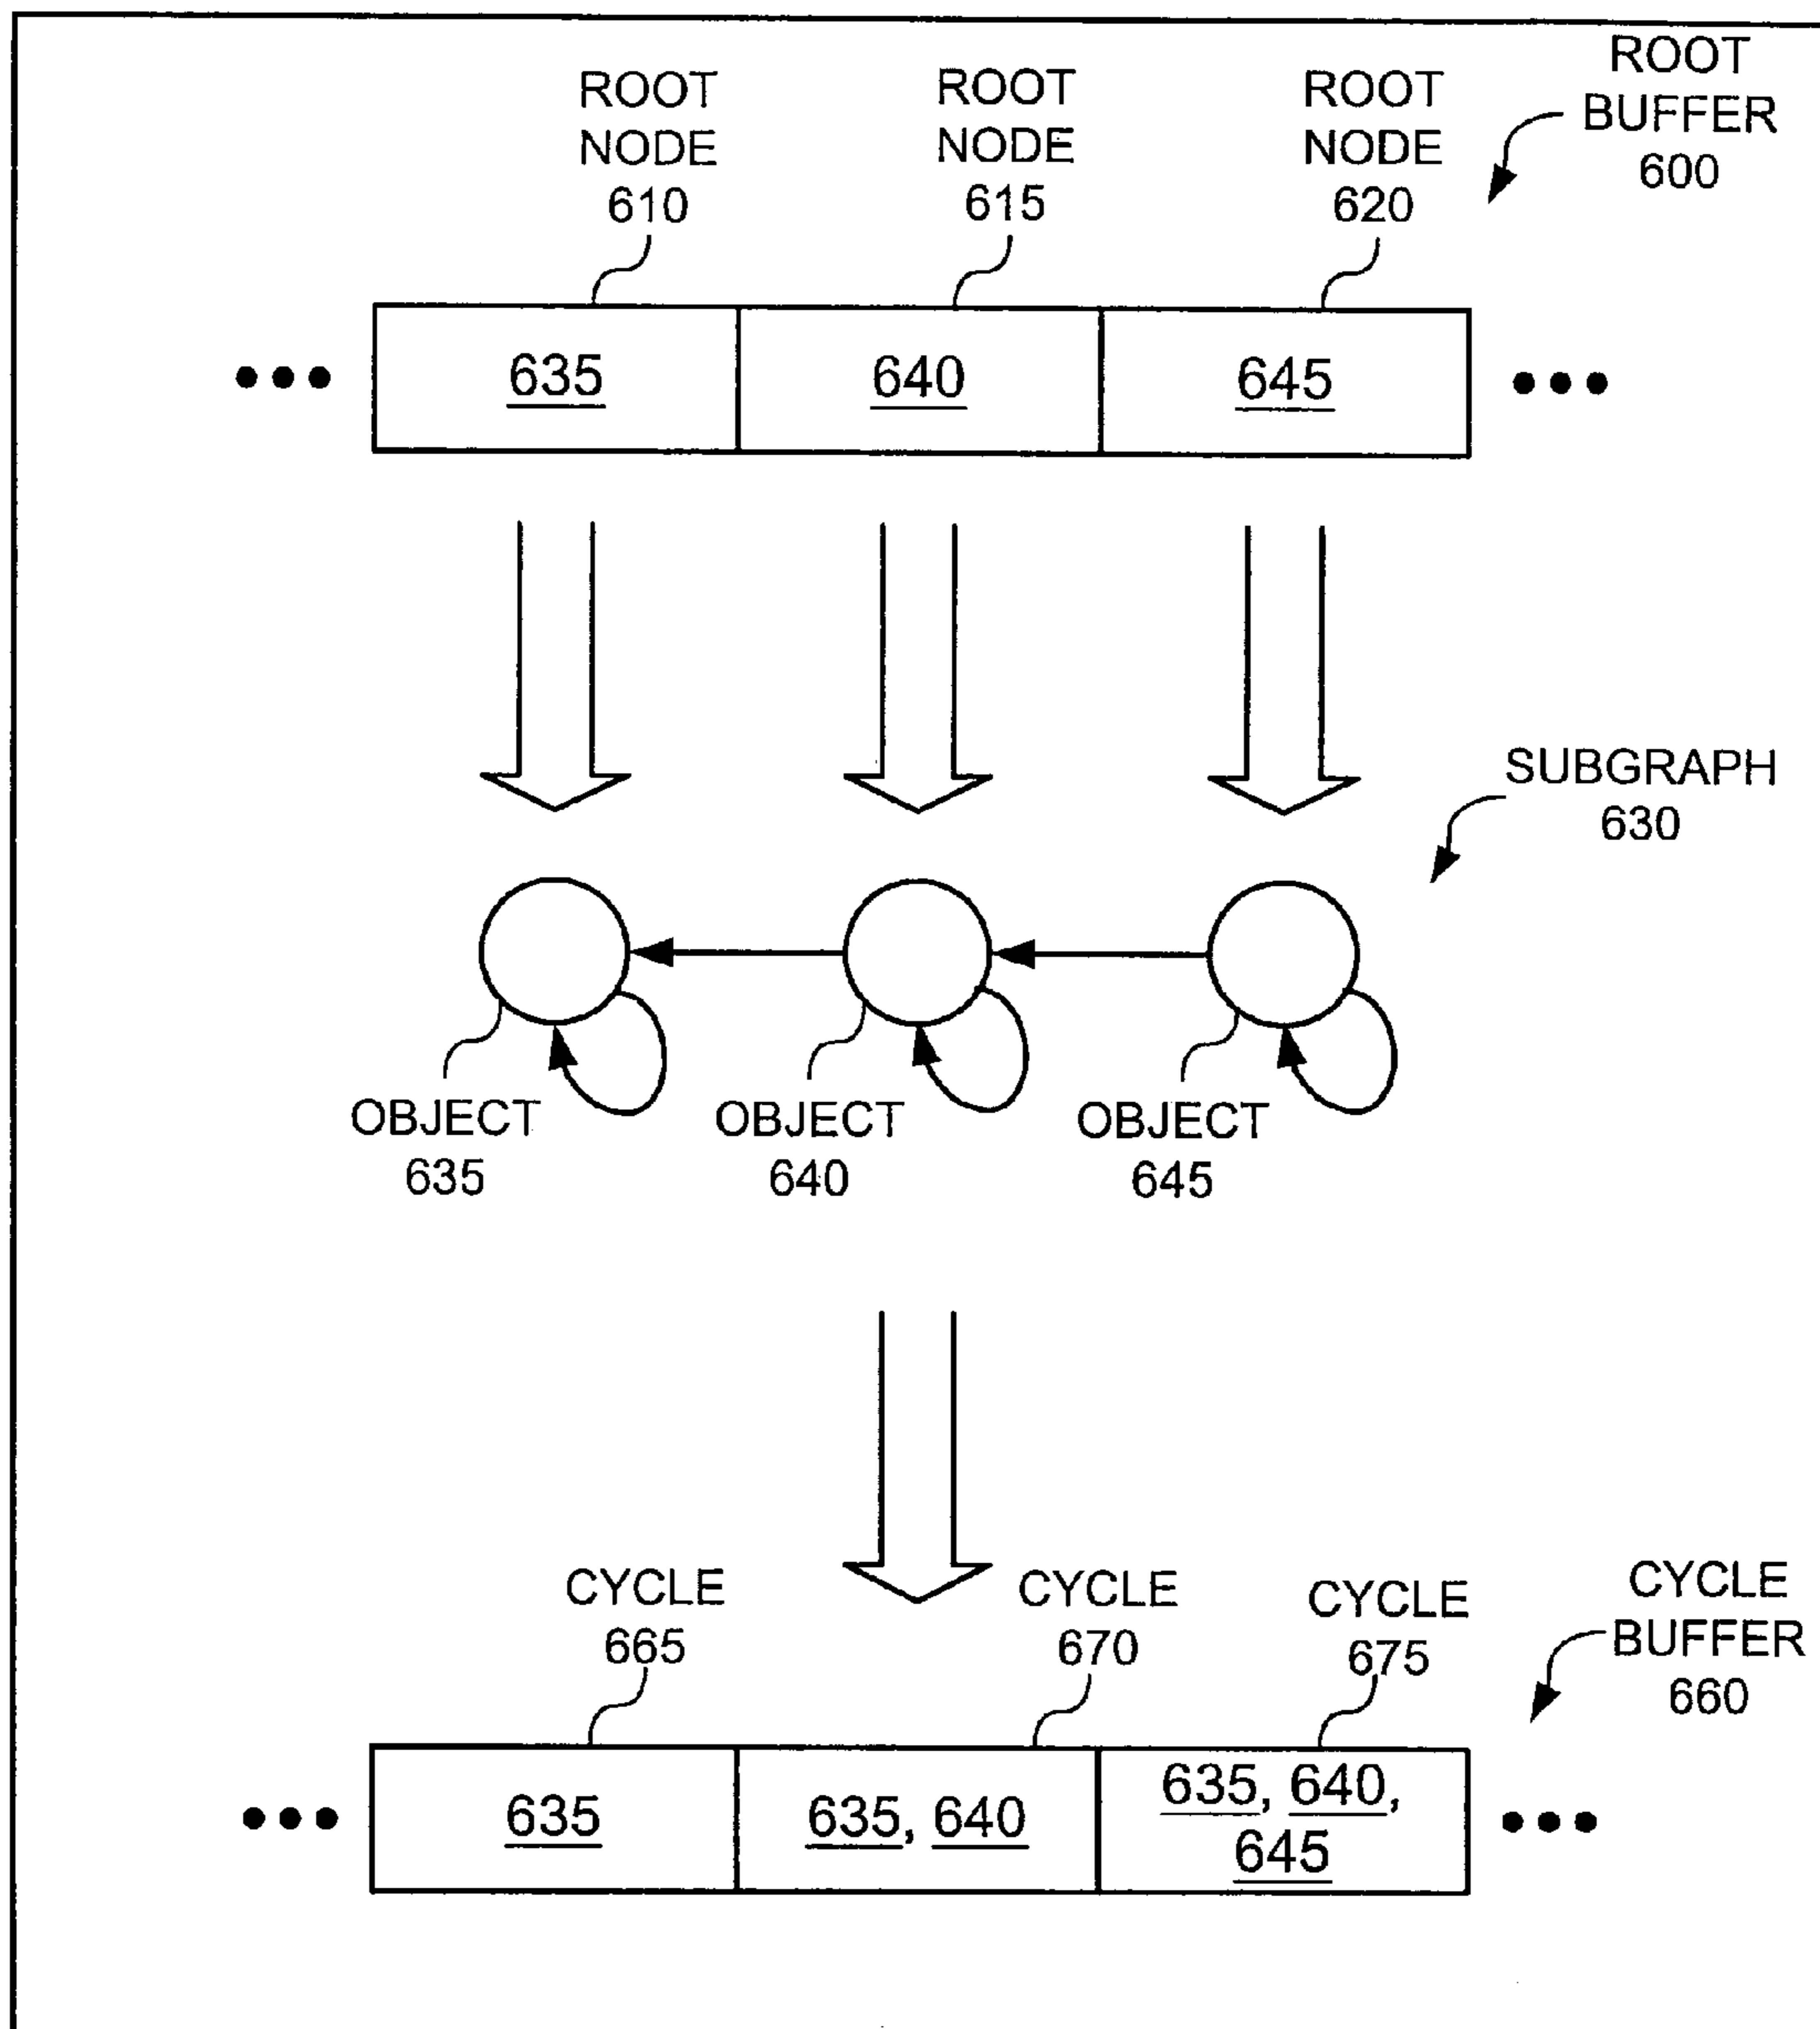 ROOT
BUFFER
600
ROOT
NODE
610
ROOT
NODE
615
ROOT
NODE
620
635
640
645
SUBGRAPH
630
OBJECT
635
OBJECT
640
OBJECT
645
CYCLE
665
CYCLE
670
CYCLE
675
CYCLE
BUFFER
660
635
635, 640
635, 640,
645